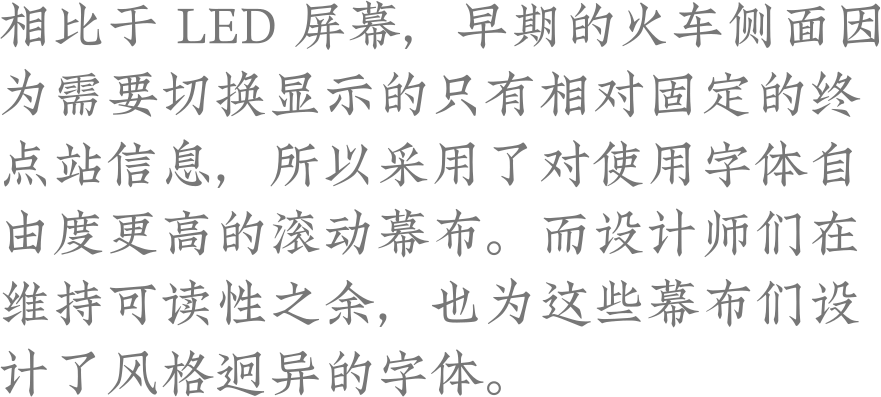 相比于 LED 屏幕，早期的火车侧面因
为需要切换显示的只有相对固定的终
点站信息，所以采用了对使用字体自
由度更高的滚动幕布。而设计师们在
维持可读性之余，也为这些幕布们设
计了风格迥异的字体。